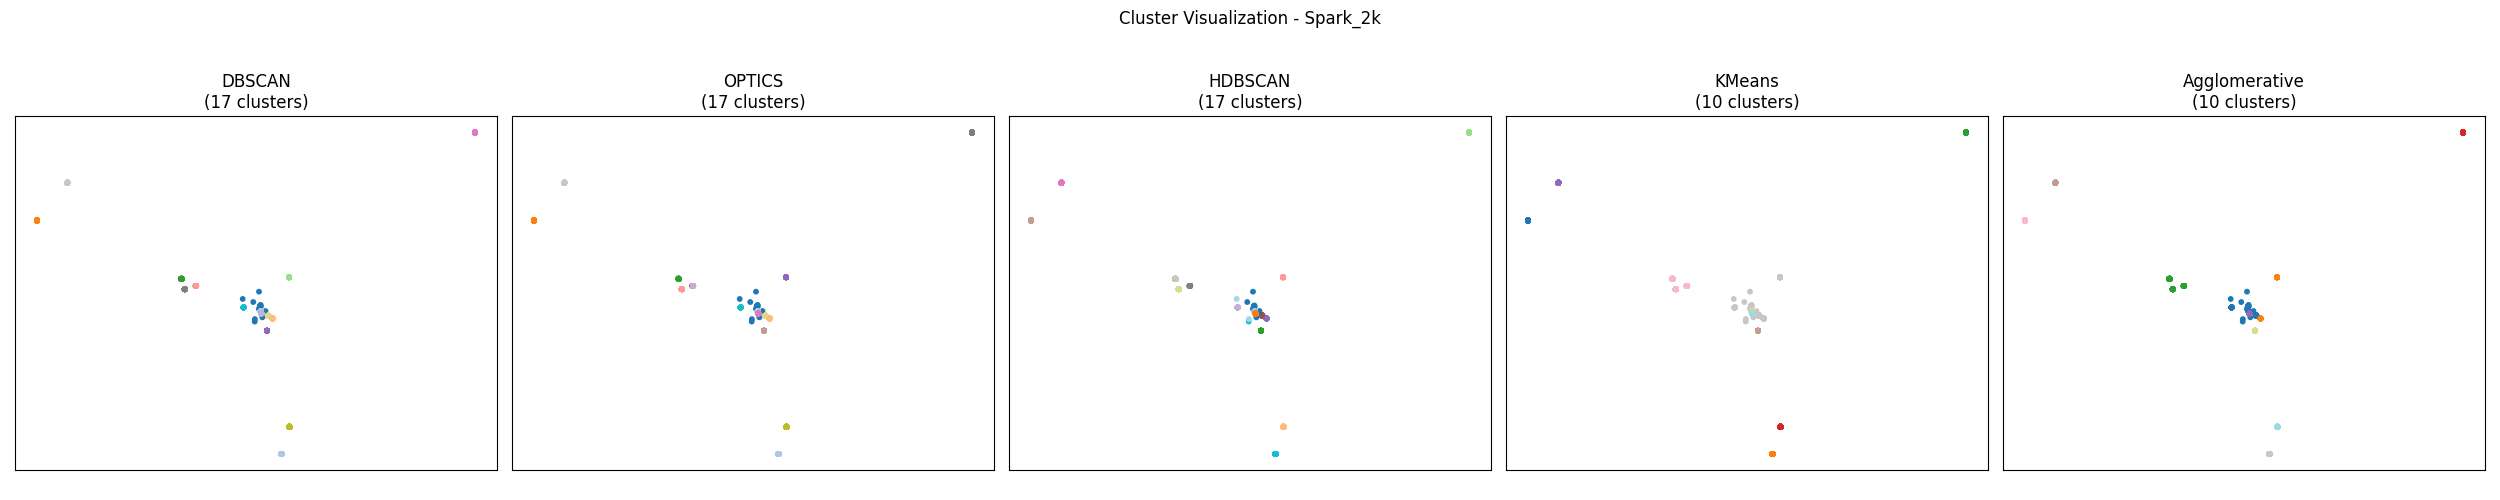 Cluster Visualization - Spark_2k
DBSCAN
(17 clusters)
OPTICS
(17 clusters)
HDBSCAN
(17 clusters)
KMeans
(10 clusters)
Agglomerative
(10 clusters)